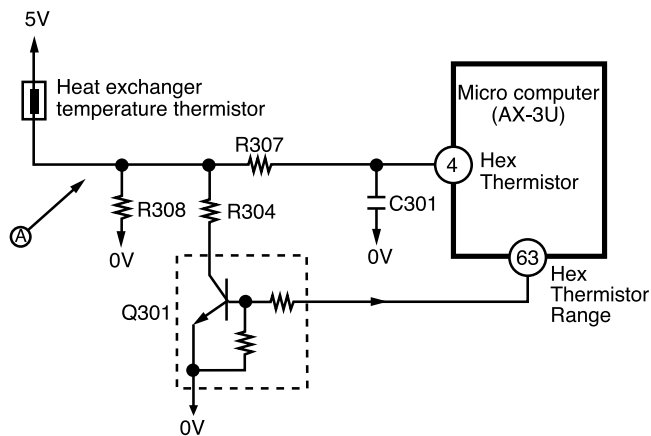 5V
Heat exchanger
temperature thermistor
Micro computer
(AX-3U)
R307
4
Hex
Thermistor
R308
R304
C301
A
0V
0V
63
Hex
Thermistor
Range
Q301
0V